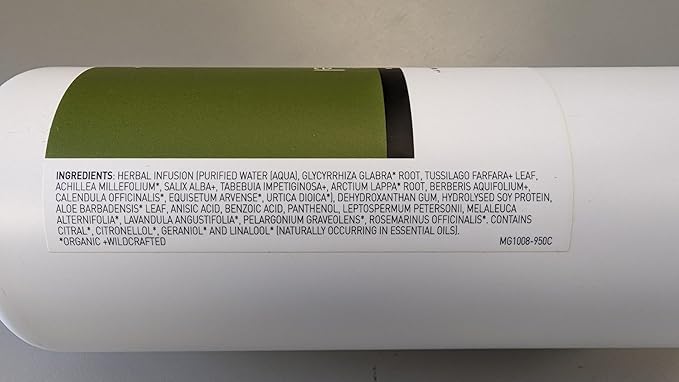 INGREDIENTS: HERBAL INFUSION (PURIFIED WATER (AQUA), GLYCYRRHIZA GLABRA* ROOT, TUSSILAGO FARFARA+ LEAF,
ACHILLEA MILLEFOLIUM*, SALIX ALBA+, TABEBUIA IMPETIGINOSA+, ARCTIUM LAPPA* ROOT, BERBERIS AQUIFOLIUM+,
CALENDULA OFFICINALIS*, EQUISETUM ARVENSE*, URTICA DIOICA*), DEHYDROXANTHAN GUM, HYDROLYSED SOY PROTEIN,
ALOE BARBADENSIS* LEAF, ANISIC ACID, BENZOIC ACID, PANTHENOL, LEPTOSPERMUM PETERSONII, MELALEUCA
ALTERNIFOLIA*, LAVANDULA ANGUSTIFOLIA*, PELARGONIUM GRAVEOLENS*, ROSEMARINUS OFFICINALIS*. CONTAINS
CITRAL*, CITRONELLOL*, GERANIOL* AND LINALOOL* (NATURALLY OCCURRING IN ESSENTIAL OILS).
*ORGANIC +WILDCRAFTED
MG1008-950C